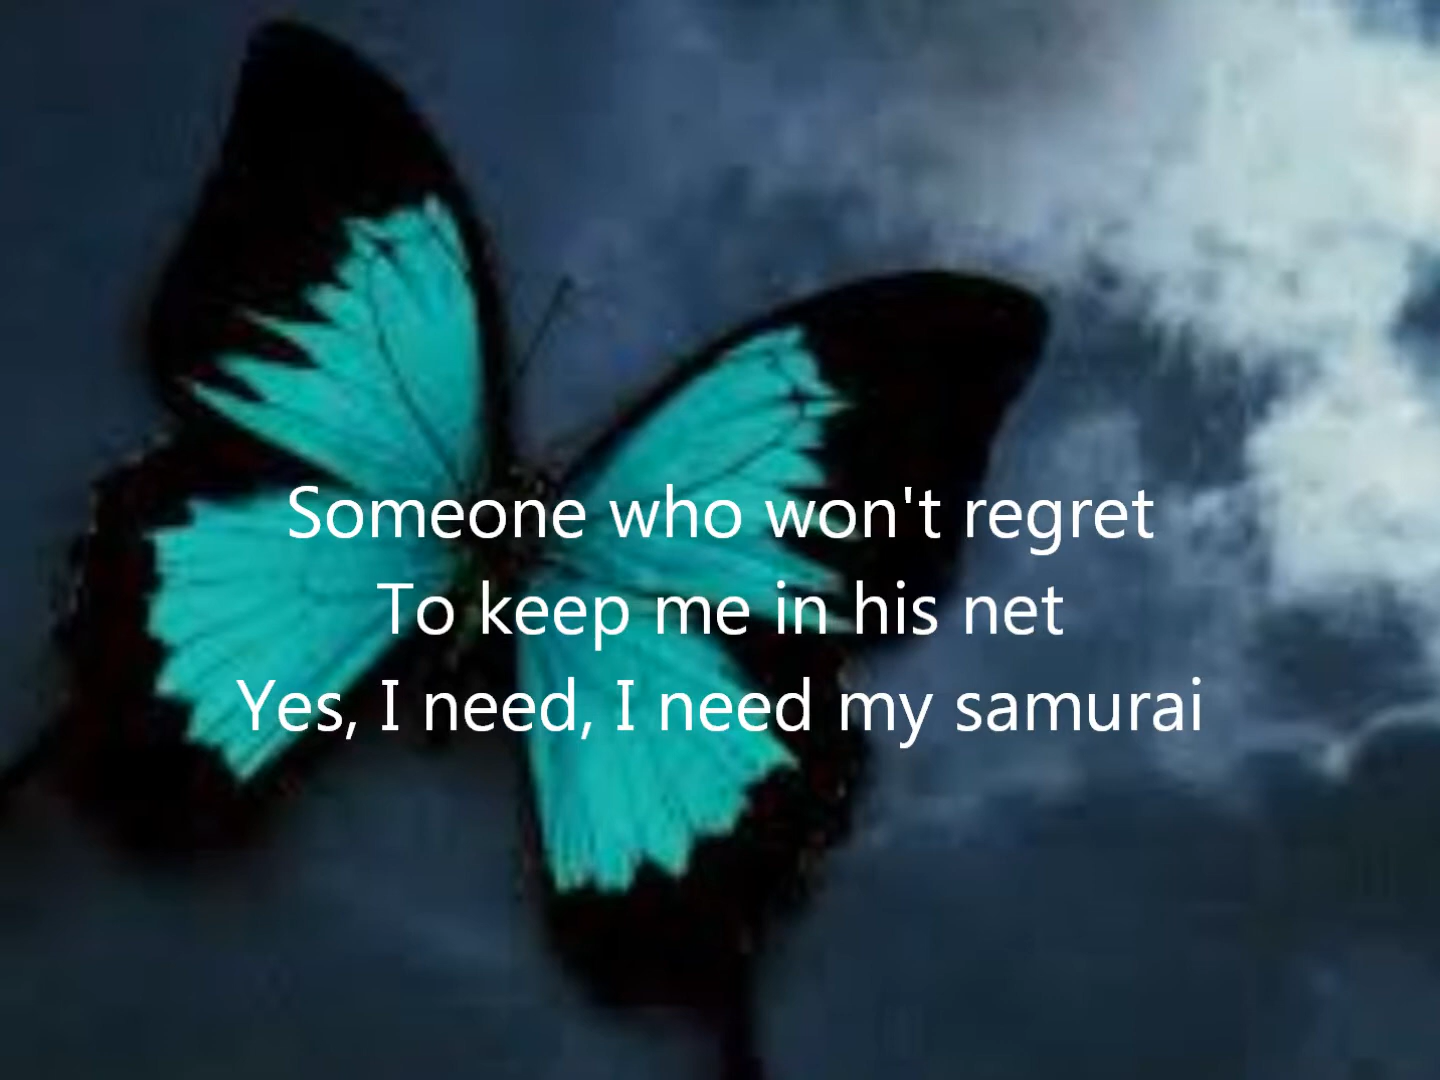 Someone who won't regret
To keep me in his net
Yes, I need, I need my samurai